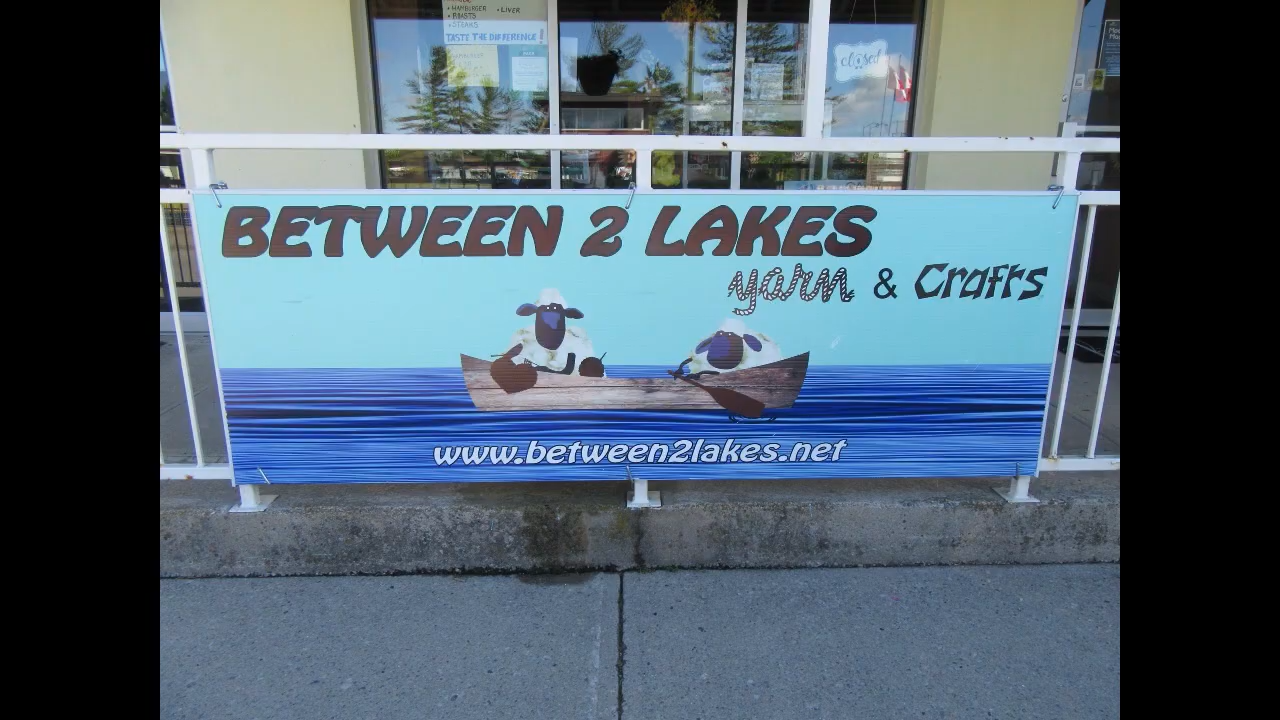 • HAMBURGER • LIVER
• ROASTS
• STEAKS
TASTE THE DIFFERENCE
closed
BETWEEN 2 LAKES
yarn & Crafts
www.between2lakes.net